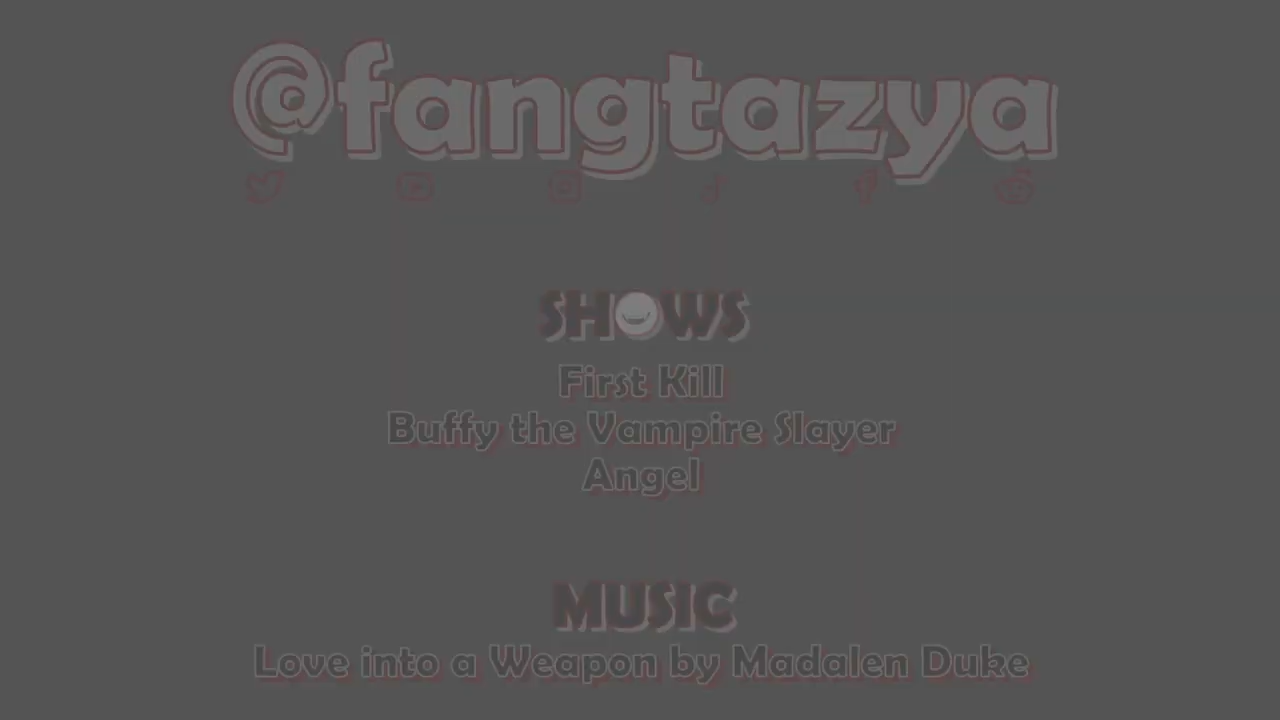 @fangtazya
SHOWS
First Kill
Buffy the Vampire Slayer
Angel
MUSIC
Love into a Weapon by Madalen Duke